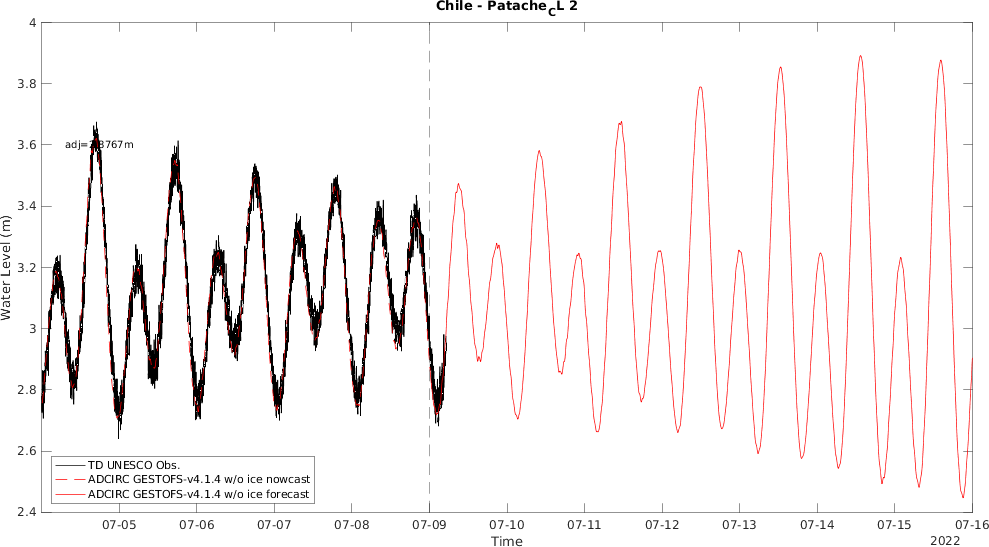 Chile - Patache_CL 2
Water Level (m)
4
3.8
3.6
3.4
3.2
3
2.8
2.6
2.4
TD UNESCO Obs.
ADCIRC GESTOFS-v4.1.4 w/o ice nowcast
ADCIRC GESTOFS-v4.1.4 w/o ice forecast
07-05 07-06 07-07 07-08 07-09 07-10 07-11 07-12 07-13 07-14 07-15 07-16
Time
2022